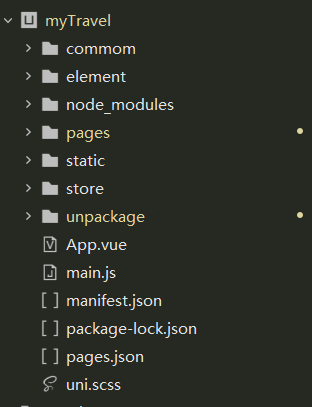 myTravel
commom
element
node_modules
pages
static
store
unpackage
App.vue
main.js
manifest.json
package-lock.json
pages.json
uni.scss